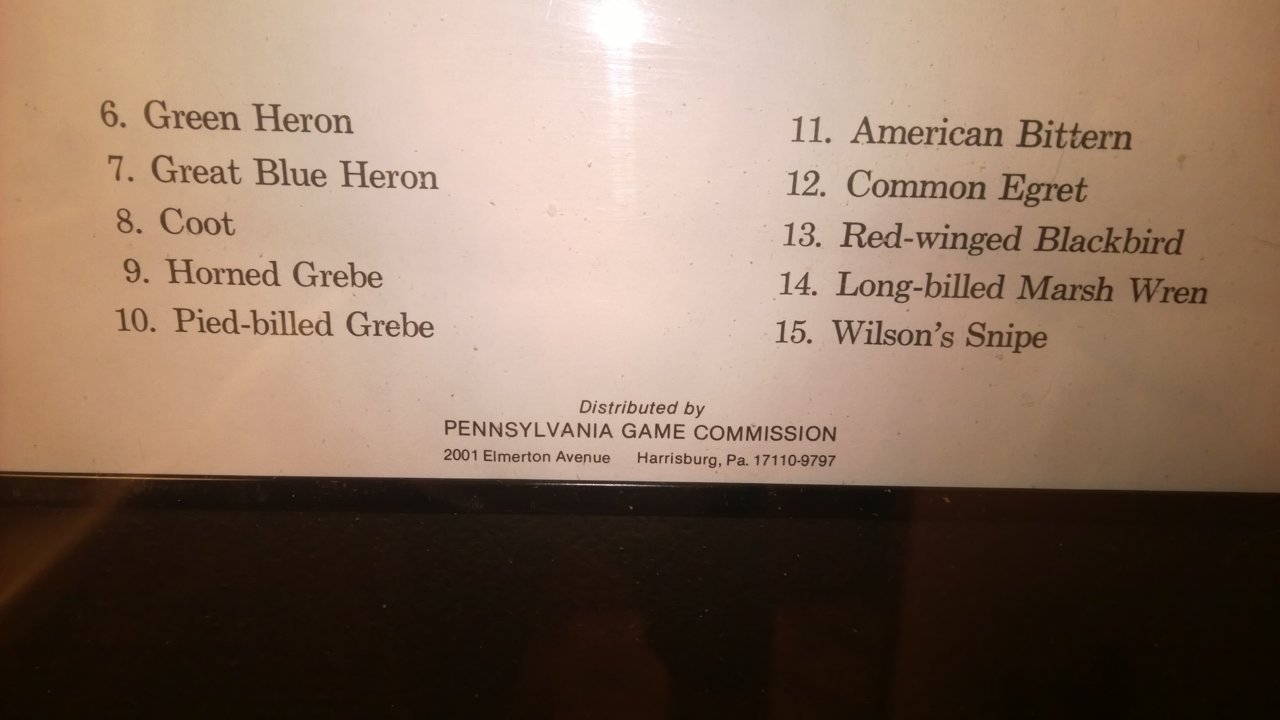 6. Green Heron
7. Great Blue Heron
8. Coot
9. Horned Grebe
10. Pied-billed Grebe
11. American Bittern
12. Common Egret
13. Red-winged Blackbird
14. Long-billed Marsh Wren
15. Wilson's Snipe
Distributed by
PENNSYLVANIA GAME COMMISSION
2001 Elmerton Avenue Harrisburg, Pa. 17110-9797